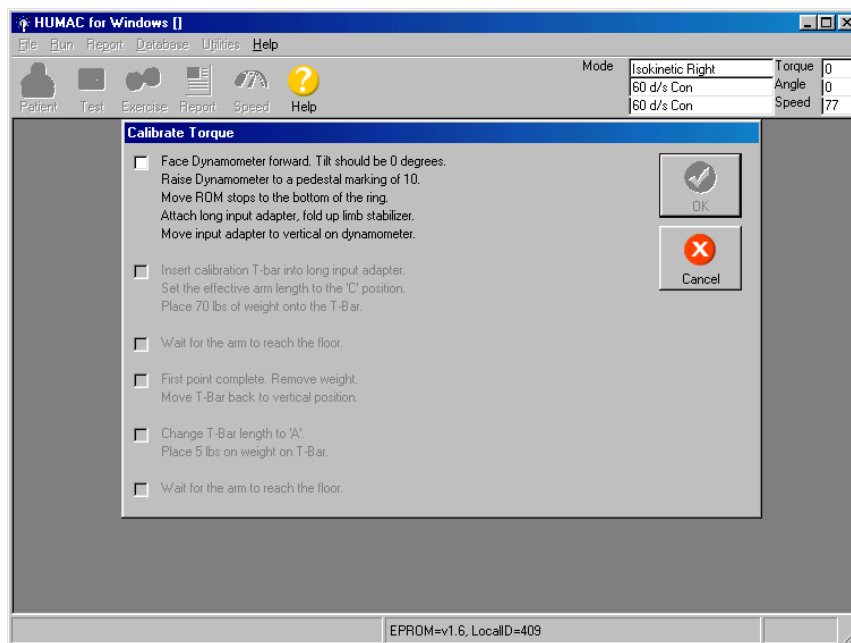 HUMAC for Windows []
File Run Report Database Utilities Help
Mode Isokinetic Right Torque 0
60 d/s Con Angle 0
60 d/s Con Speed 77
Patient Test Exercise Report Speed Help
Calibrate Torque
Face Dynamometer forward. Tilt should be 0 degrees.
Raise Dynamometer to a pedestal marking of 10.
Move ROM stops to the bottom of the ring.
Attach long input adapter, fold up limb stabilizer.
Move input adapter to vertical on dynamometer.
OK
Cancel
Insert calibration T-bar into long input adapter.
Set the effective arm length to the 'C' position.
Place 70 lbs of weight onto the T-Bar.
Wait for the arm to reach the floor.
First point complete. Remove weight.
Move T-Bar back to vertical position.
Change T-Bar length to 'A'.
Place 5 lbs on weight on T-Bar.
Wait for the arm to reach the floor.
EPROM=v1.6, LocalID=409